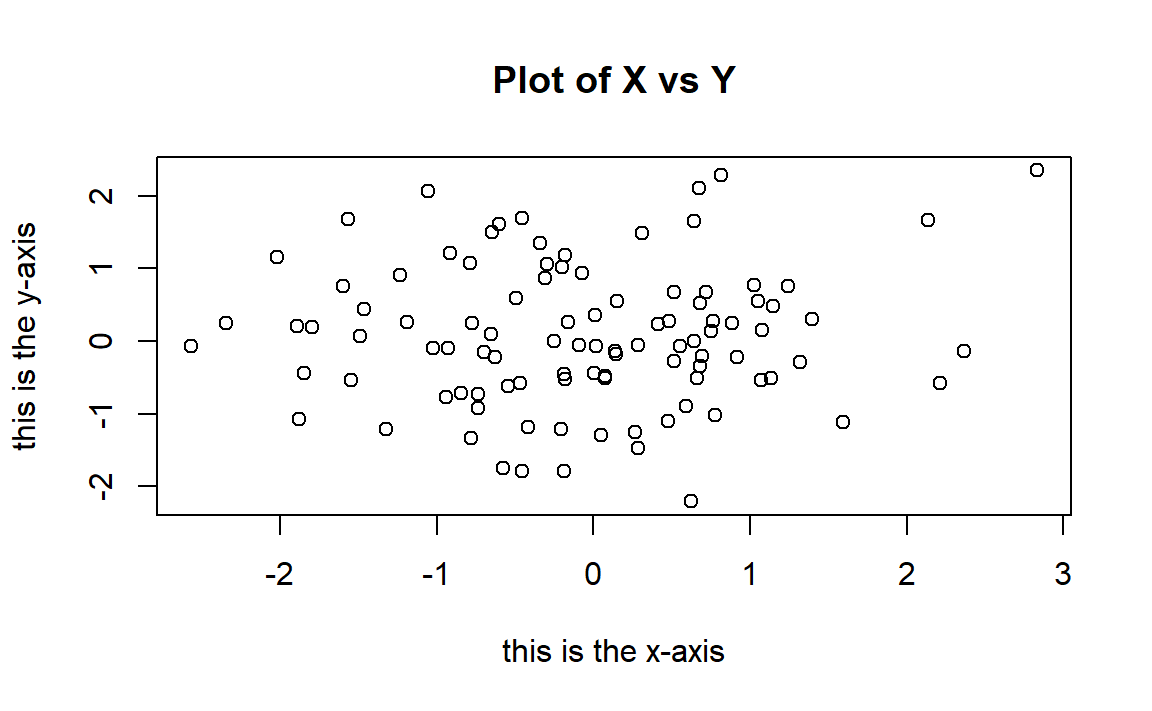 Plot of X vs Y
this is the y-axis
2
1
0
-1
-2
-2 -1 0 1 2 3
this is the x-axis